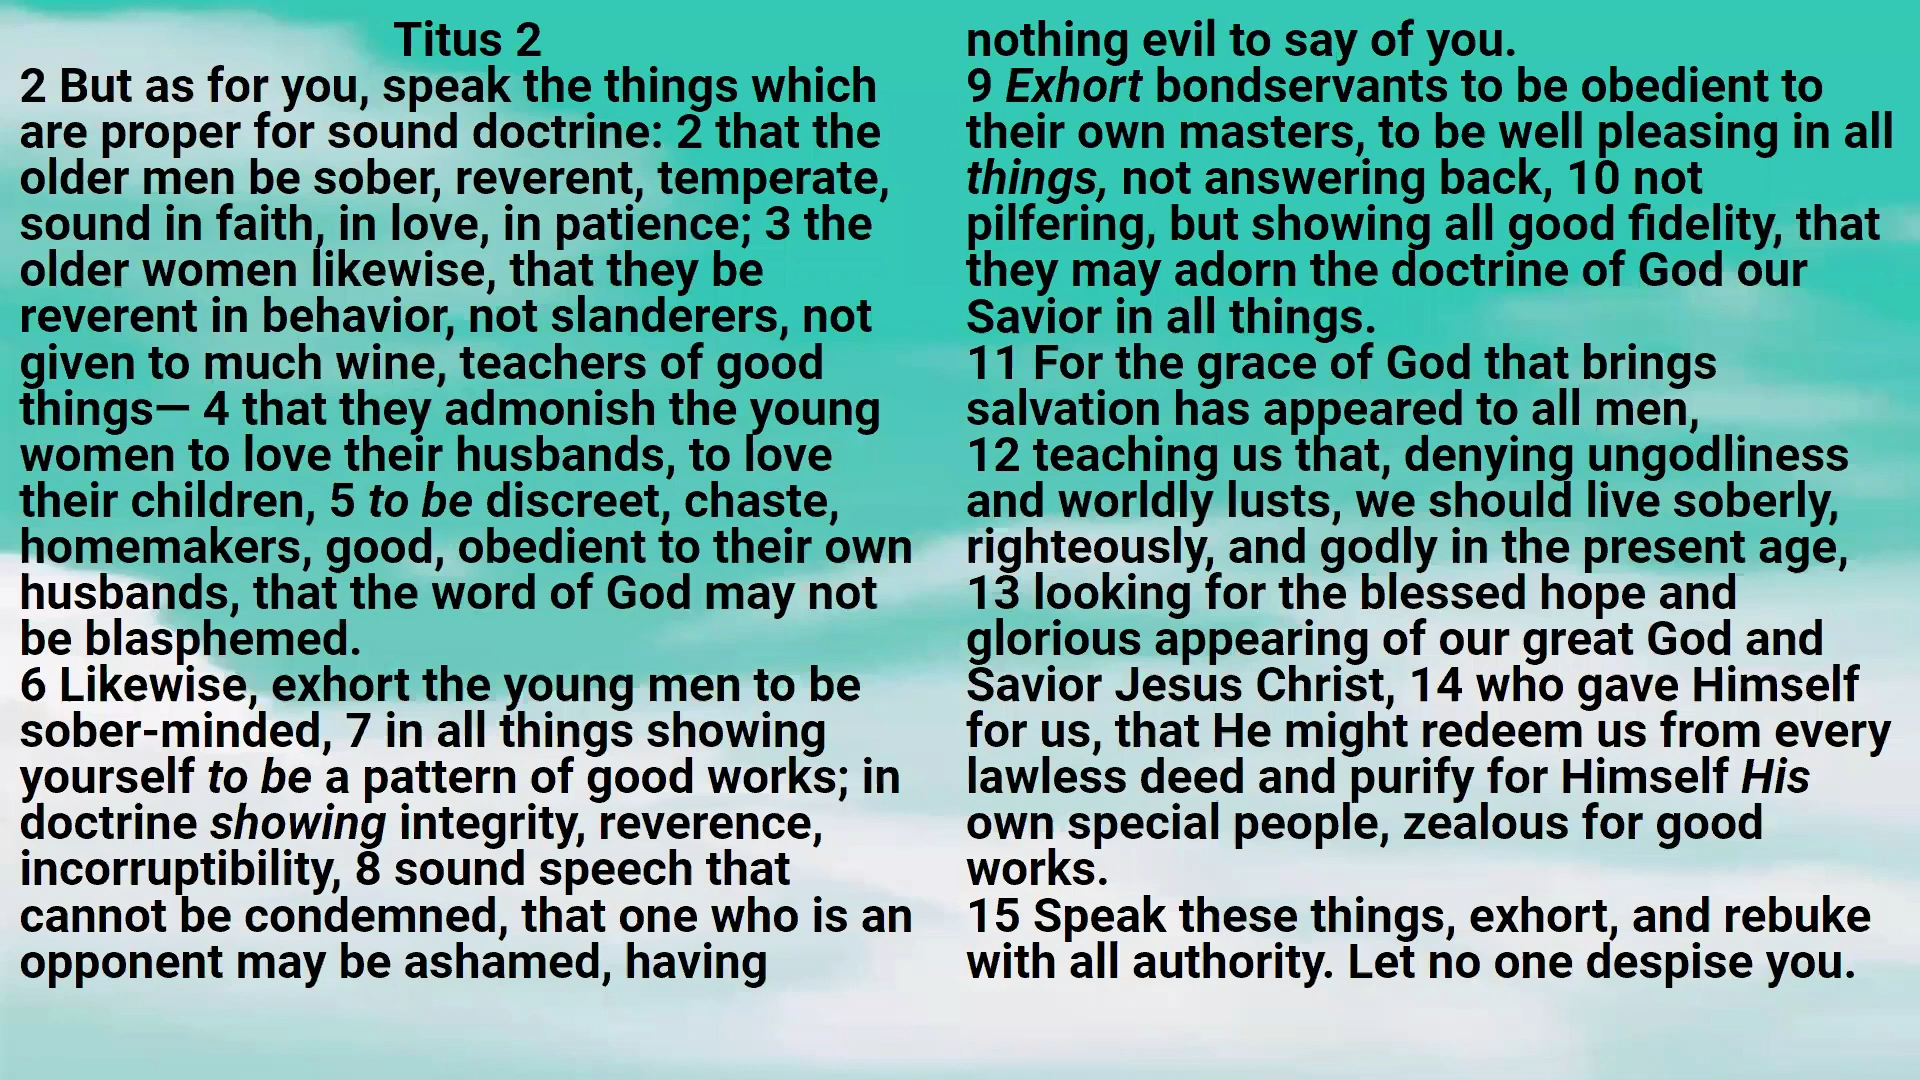 Titus 2
2 But as for you, speak the things which
are proper for sound doctrine: 2 that the
older men be sober, reverent, temperate,
sound in faith, in love, in patience; 3 the
older women likewise, that they be
reverent in behavior, not slanderers, not
given to much wine, teachers of good
things— 4 that they admonish the young
women to love their husbands, to love
their children, 5 to be discreet, chaste,
homemakers, good, obedient to their own
husbands, that the word of God may not
be blasphemed.
6 Likewise, exhort the young men to be
sober-minded, 7 in all things showing
yourself to be a pattern of good works; in
doctrine showing integrity, reverence,
incorruptibility, 8 sound speech that
cannot be condemned, that one who is an
opponent may be ashamed, having
nothing evil to say of you.
9 Exhort bondservants to be obedient to
their own masters, to be well pleasing in all
things, not answering back, 10 not
pilfering, but showing all good fidelity, that
they may adorn the doctrine of God our
Savior in all things.
11 For the grace of God that brings
salvation has appeared to all men,
12 teaching us that, denying ungodliness
and worldly lusts, we should live soberly,
righteously, and godly in the present age,
13 looking for the blessed hope and
glorious appearing of our great God and
Savior Jesus Christ, 14 who gave Himself
for us, that He might redeem us from every
lawless deed and purify for Himself His
own special people, zealous for good
works.
15 Speak these things, exhort, and rebuke
with all authority. Let no one despise you.